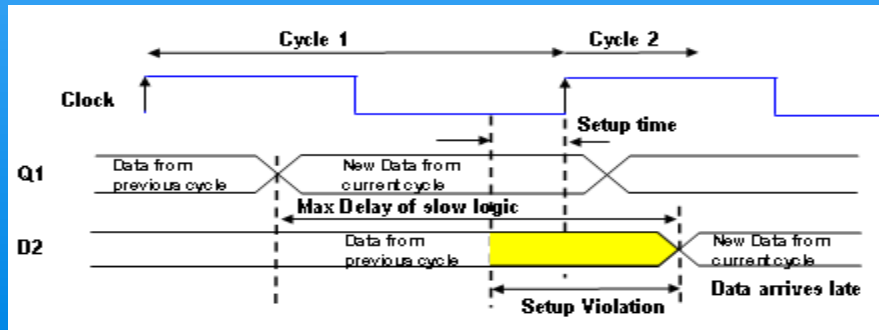 Cycle 1
Cycle 2
Clock
Setup time
Q1
Data from
previous cycle
New Data from
current cycle
Max Delay of slow logic
D2
Data from
previous cycle
New Data from
current cycle
Setup Violation
Data arrives late